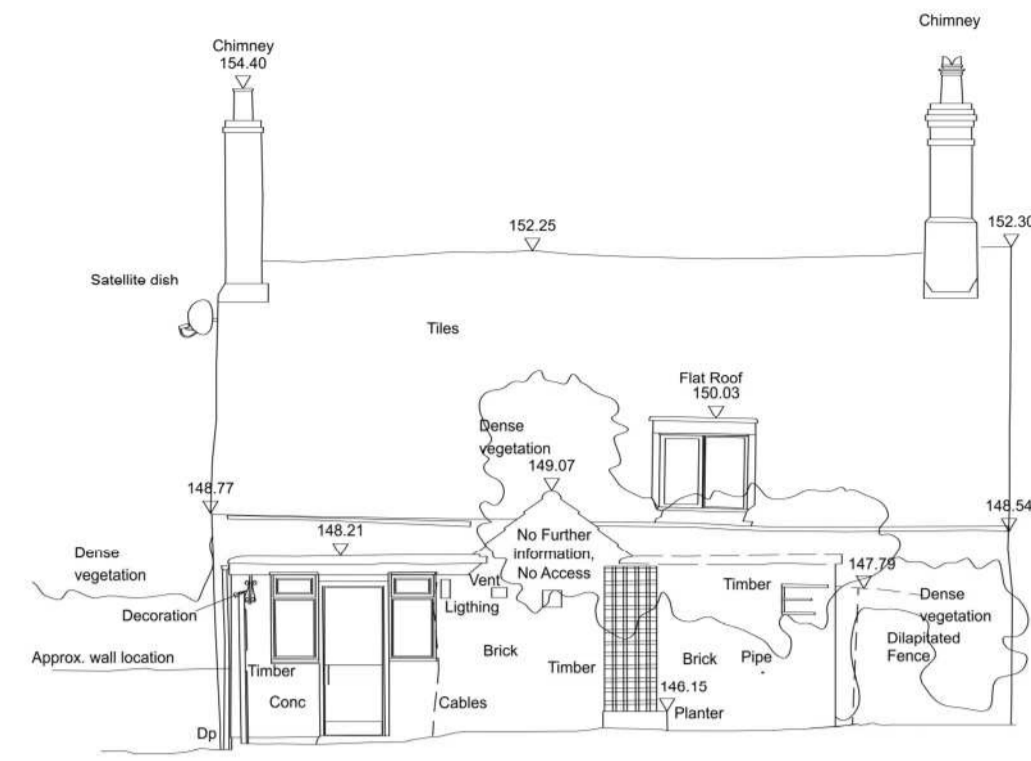 Chimney
Chimney
154.40
152.25
152.30
Satellite dish
Tiles
Flat Roof
150.03
Dense
vegetation
149.07
148.77
148.54
148.21
No Further
information,
No Access
Dense
vegetation
Vent
Timber
147.79
Decoration
Ligthing
Dense
vegetation
Dilapitated
Fence
Approx. wall location
Brick
Timber
Timber
Brick
Pipe
146.15
Conc
Cables
Planter
Dp